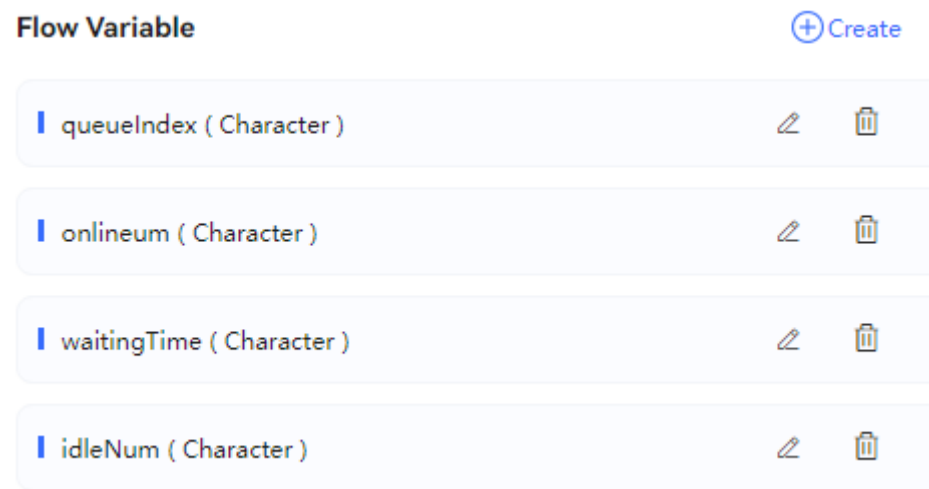 Flow Variable
Create
queueIndex ( Character )
onlineum ( Character )
waitingTime ( Character )
idleNum ( Character )